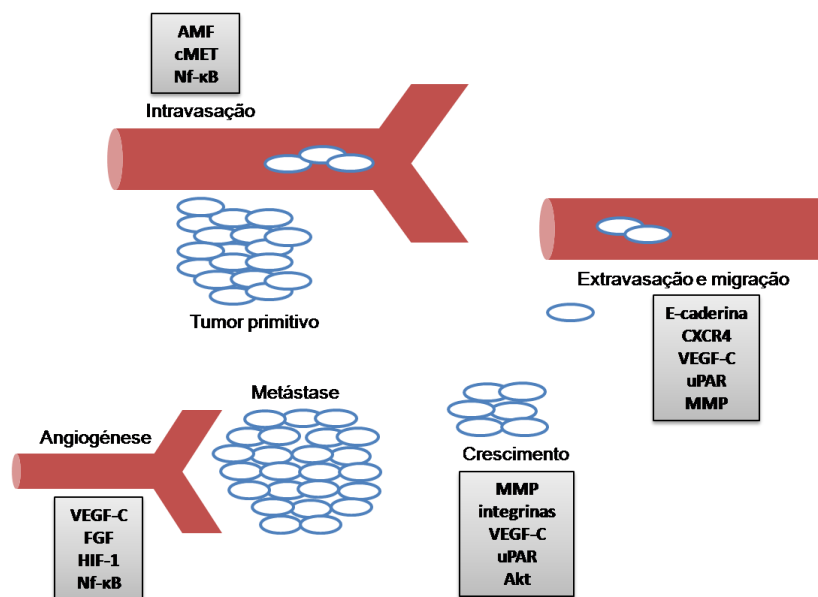 AMF
cMET
Nf-κB
Intravasação
Tumor primitivo
Extravasação e migração
E-caderina
CXCR4
VEGF-C
uPAR
MMP
Crescimento
MMP
integrinas
VEGF-C
uPAR
Akt
Metástase
Angiogénese
VEGF-C
FGF
HIF-1
Nf-κB